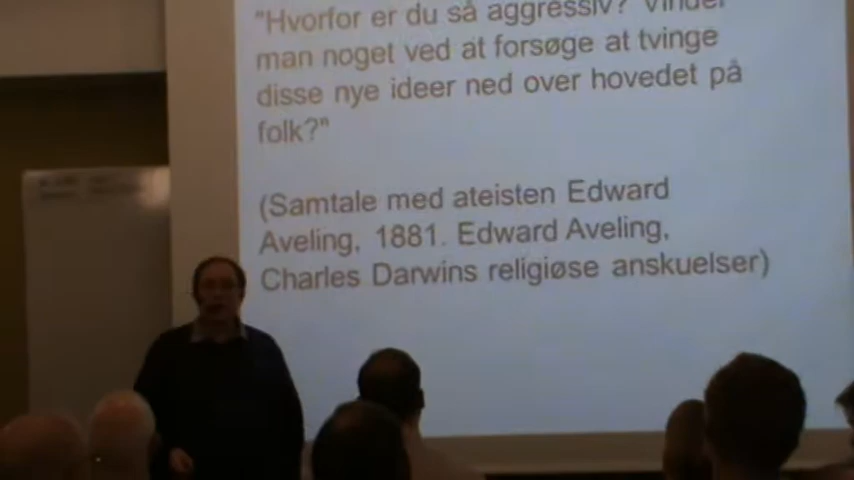 "Hvorfor er du så aggressiv? Vinder
man noget ved at forsøge at tvinge
disse nye ideer ned over hovedet på
folk?"
(Samtale med ateisten Edward
Aveling, 1881. Edward Aveling,
Charles Darwins religiøse anskuelser)